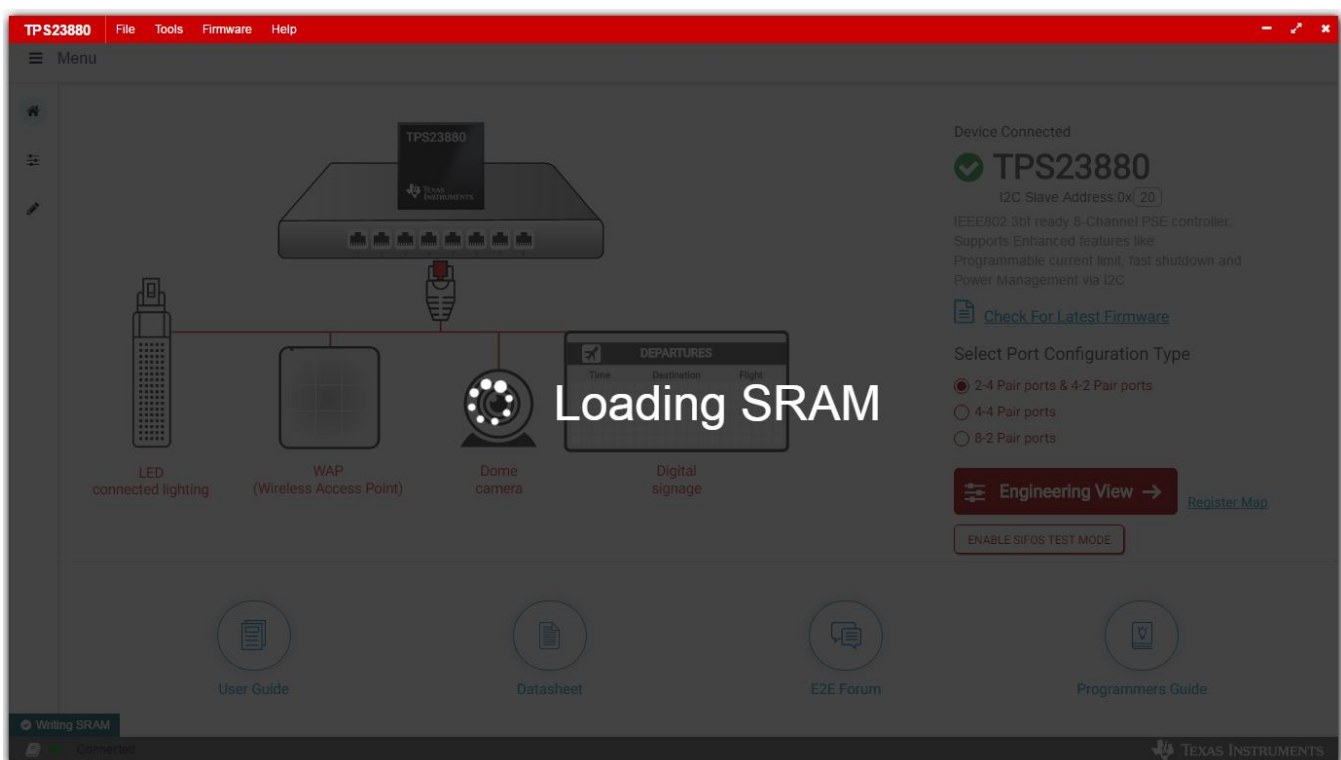 TPS23880 File Tools Firmware Help
Menu
TPS23880
TEXAS
INSTRUMENTS
Device Connected
TPS23880
I2C Slave Address:0x 20
IEEE802.3bt ready 8-Channel PSE controller.
Supports Enhanced features like
Programmable current limit, fast shutdown and
Power Management via I2C
Check For Latest Firmware
Select Port Configuration Type
2-4 Pair ports & 4-2 Pair ports
4-4 Pair ports
8-2 Pair ports
Engineering View
Register Map
ENABLE SIFOS TEST MODE
DEPARTURES
Time Destination Flight
Loading SRAM
LED
connected lighting
WAP
(Wireless Access Point)
Dome
camera
Digital
signage
User Guide
Datasheet
E2E Forum
Programmers Guide
Writing SRAM
Connected
TEXAS INSTRUMENTS